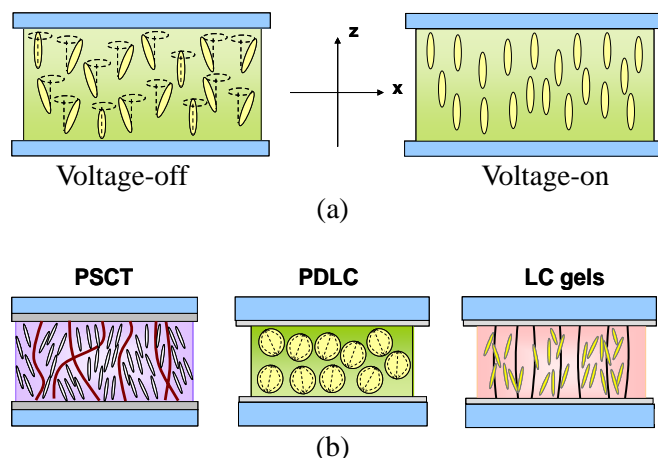 z
x
Voltage-off
Voltage-on
(a)
PSCT
PDLC
LC gels
(b)